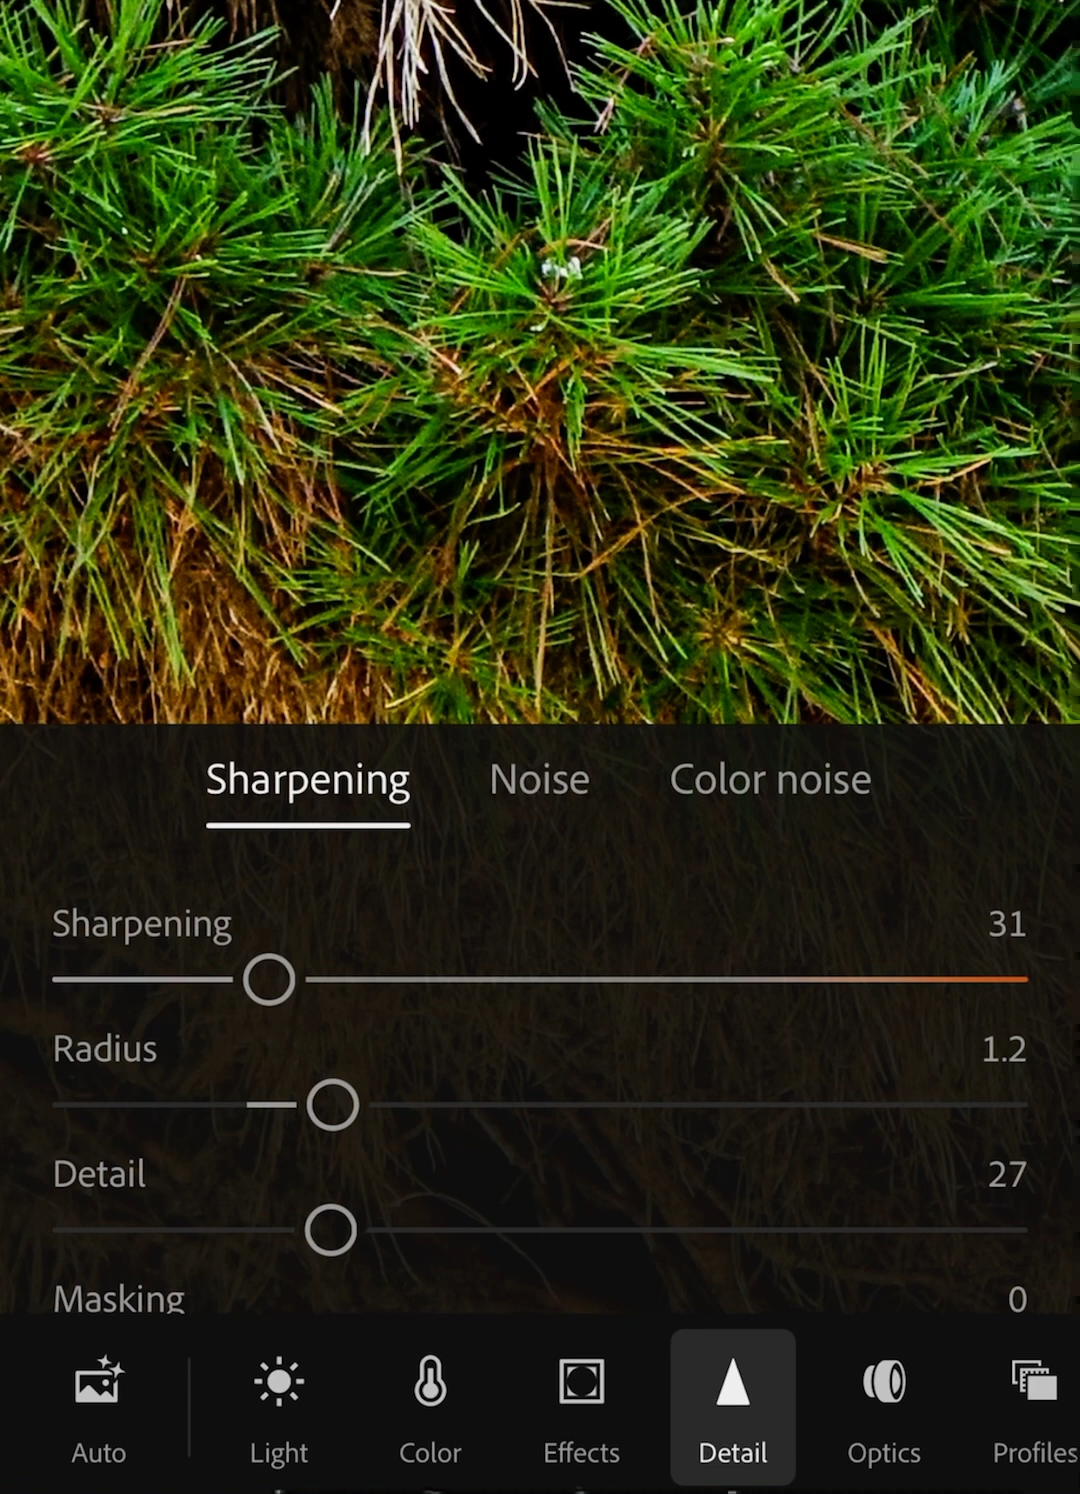 Sharpening Noise Color noise
Sharpening 31
Radius 1.2
Detail 27
Masking 0
Auto Light Color Effects Detail Optics Profiles